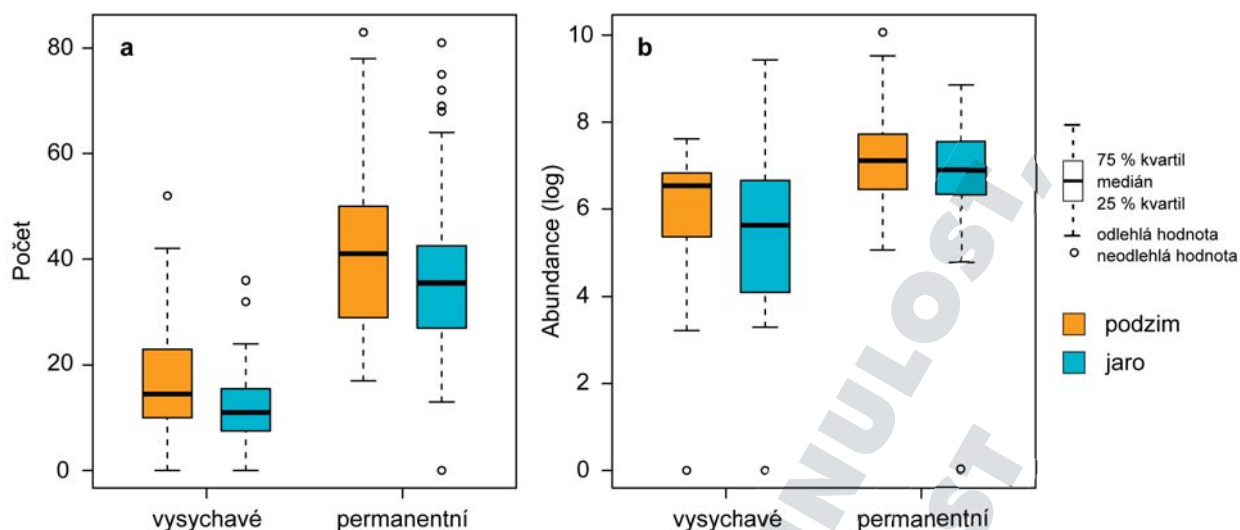 a
80
60
40
20
0
Počet
vysychavé permanentní
b
10
8
6
4
2
0
Abundance (log)
vysychavé permanentní
75 % kvartil
medián
25 % kvartil
odlehlá hodnota
neodlehlá hodnota
podzim
jaro